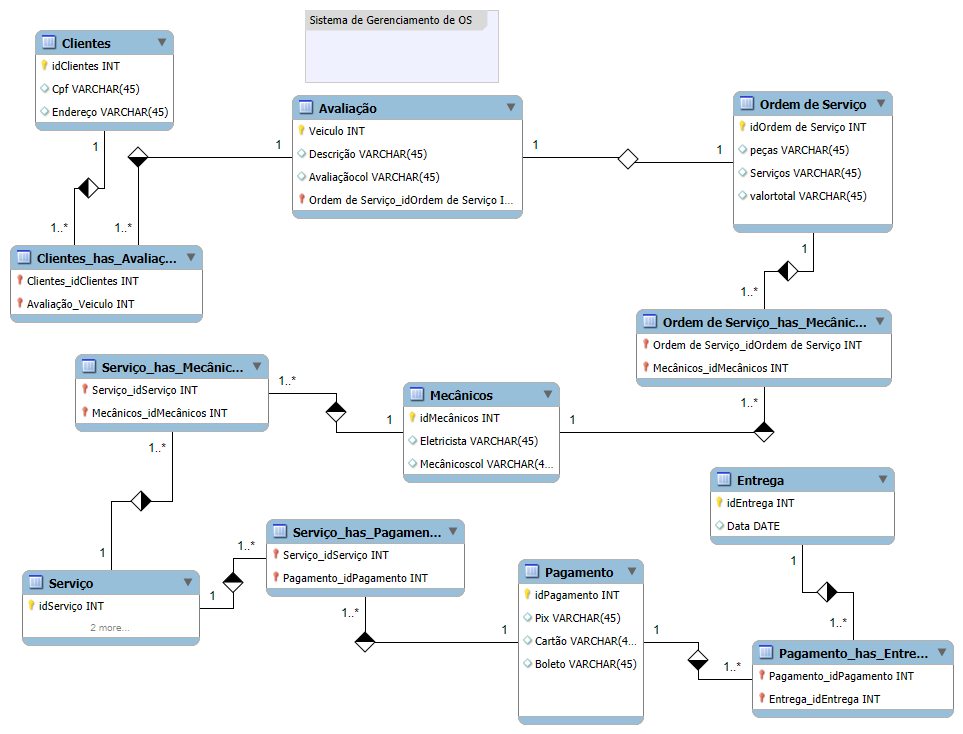 Sistema de Gerenciamento de OS
Clientes
idClientes INT
Cpf VARCHAR(45)
Endereço VARCHAR(45)
1
1..*
Avaliação
Veiculo INT
Descrição VARCHAR(45)
Avaliaçãocol VARCHAR(45)
Ordem de Serviço_idOrdem de Serviço I...
1
1..*
1
1
Ordem de Serviço
idOrdem de Serviço INT
peças VARCHAR(45)
Serviços VARCHAR(45)
valortotal VARCHAR(45)
1
1..*
Clientes_has_Avaliaç...
Clientes_idClientes INT
Avaliação_Veiculo INT
Ordem de Serviço_has_Mecânic...
Ordem de Serviço_idOrdem de Serviço INT
Mecânicos_idMecânicos INT
1..*
Serviço_has_Mecânic...
Serviço_idServiço INT
Mecânicos_idMecânicos INT
1..*
1
1..*
1
Mecânicos
idMecânicos INT
Eletricista VARCHAR(45)
Mecânicoscol VARCHAR(4...
1
Entrega
idEntrega INT
Data DATE
1
1..*
Serviço_has_Pagamen...
Serviço_idServiço INT
Pagamento_idPagamento INT
1..*
1
1..*
1
Serviço
idServiço INT
2 more...
Pagamento
idPagamento INT
Pix VARCHAR(45)
Cartão VARCHAR(4...
Boleto VARCHAR(45)
1
1..*
Pagamento_has_Entre...
Pagamento_idPagamento INT
Entrega_idEntrega INT